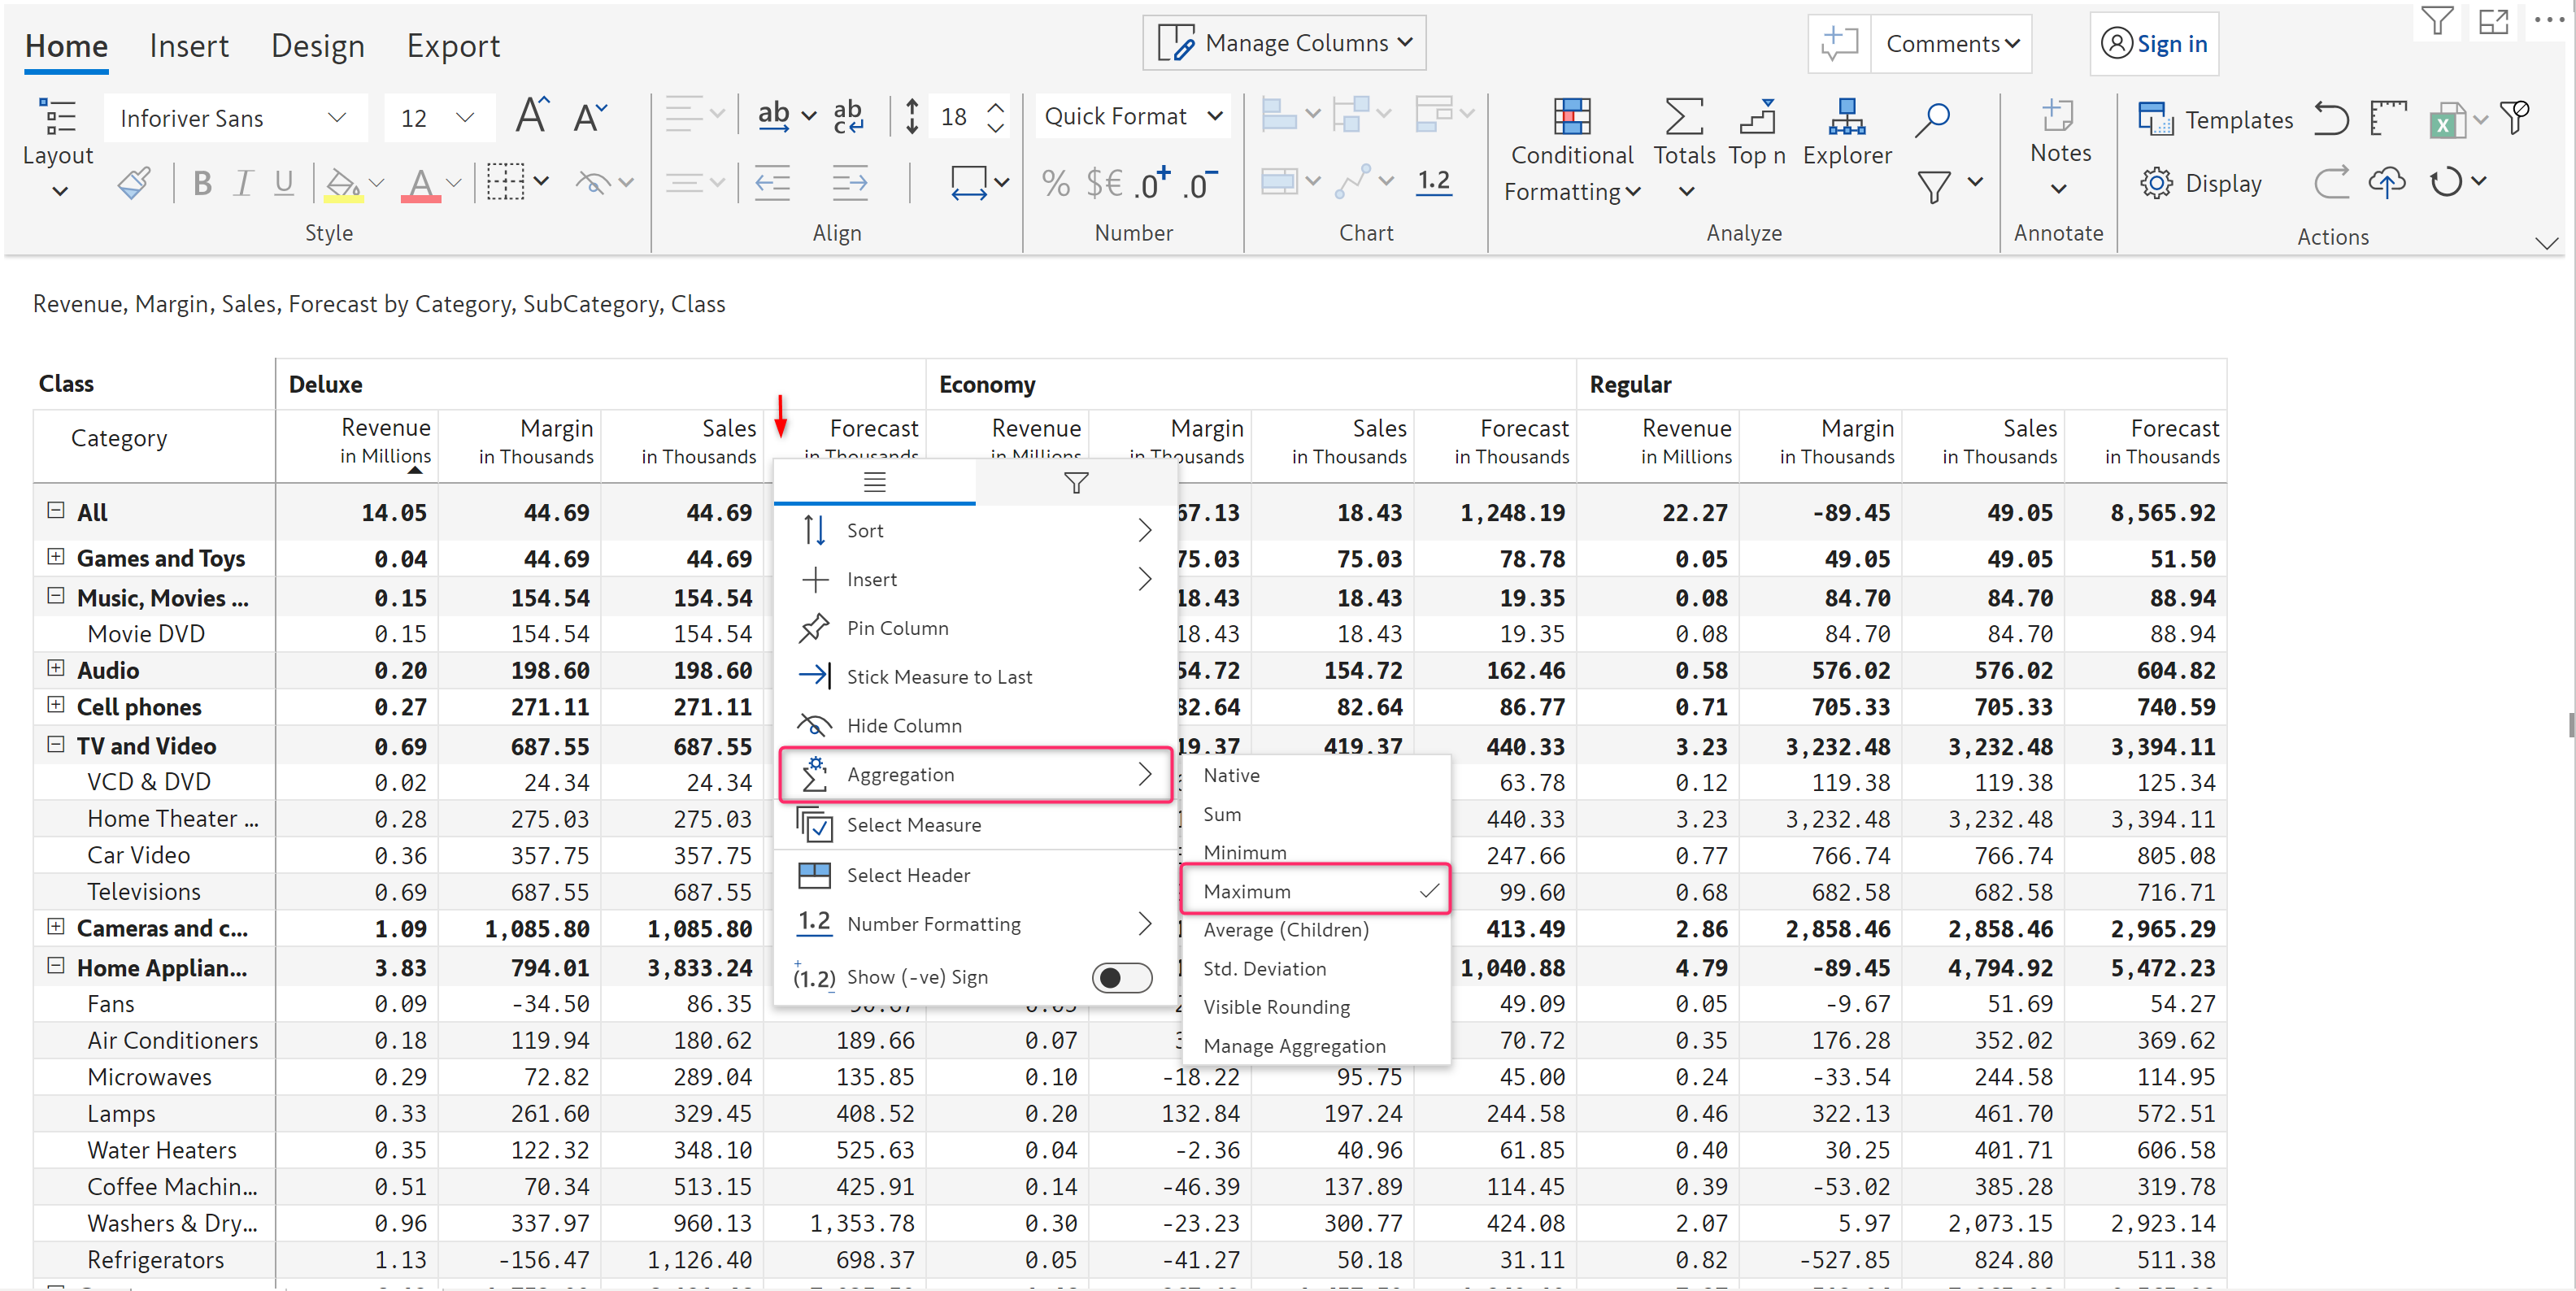 Home Insert Design Export Manage Columns Comments Sign in
Layout Inforiver Sans 12 A A ab ab c 18 Quick Format Conditional Formatting Totals Top n Explorer Notes Templates
B I U A % $€ .0+ .0- 1.2 Display
Style Align Number Chart Analyze Annotate Actions
Revenue, Margin, Sales, Forecast by Category, SubCategory, Class
Class Deluxe Economy Regular
Category Revenue Margin Sales Forecast Revenue Margin Sales Forecast Revenue Margin Sales Forecast
in Millions in Thousands in Thousands in Thousands in Millions in Thousands in Thousands in Thousands in Millions in Thousands in Thousands in Thousands
All 14.05 44.69 44.69 67.13 18.43 1,248.19 22.27 -89.45 49.05 8,565.92
Games and Toys 0.04 44.69 44.69 75.03 75.03 78.78 0.05 49.05 49.05 51.50
Music, Movies ... 0.15 154.54 154.54 18.43 18.43 19.35 0.08 84.70 84.70 88.94
Movie DVD 0.15 154.54 154.54 18.43 18.43 19.35 0.08 84.70 84.70 88.94
Audio 0.20 198.60 198.60 54.72 154.72 162.46 0.58 576.02 576.02 604.82
Cell phones 0.27 271.11 271.11 82.64 82.64 86.77 0.71 705.33 705.33 740.59
TV and Video 0.69 687.55 687.55 19.37 419.37 440.33 3.23 3,232.48 3,232.48 3,394.11
VCD & DVD 0.02 24.34 24.34 63.78 0.12 119.38 119.38 125.34
Home Theater ... 0.28 275.03 275.03 440.33 3.23 3,232.48 3,232.48 3,394.11
Car Video 0.36 357.75 357.75 247.66 0.77 766.74 766.74 805.08
Televisions 0.69 687.55 687.55 99.60 0.68 682.58 682.58 716.71
Cameras and c... 1.09 1,085.80 1,085.80 413.49 2.86 2,858.46 2,858.46 2,965.29
Home Applian... 3.83 794.01 3,833.24 1,040.88 4.79 -89.45 4,794.92 5,472.23
Fans 0.09 -34.50 86.35 49.09 0.05 -9.67 51.69 54.27
Air Conditioners 0.18 119.94 180.62 189.66 0.07 70.72 0.35 176.28 352.02 369.62
Microwaves 0.29 72.82 289.04 135.85 0.10 -18.22 95.75 45.00 0.24 -33.54 244.58 114.95
Lamps 0.33 261.60 329.45 408.52 0.20 132.84 197.24 244.58 0.46 322.13 461.70 572.51
Water Heaters 0.35 122.32 348.10 525.63 0.04 -2.36 40.96 61.85 0.40 30.25 401.71 606.58
Coffee Machin... 0.51 70.34 513.15 425.91 0.14 -46.39 137.89 114.45 0.39 -53.02 385.28 319.78
Washers & Dry... 0.96 337.97 960.13 1,353.78 0.30 -23.23 300.77 424.08 2.07 5.97 2,073.15 2,923.14
Refrigerators 1.13 -156.47 1,126.40 698.37 0.05 -41.27 50.18 31.11 0.82 -527.85 824.80 511.38
Sort
Insert
Pin Column
Stick Measure to Last
Hide Column
Aggregation
Select Measure
Select Header
1.2 Number Formatting
(1.2) Show (-ve) Sign
Native
Sum
Minimum
Maximum
Average (Children)
Std. Deviation
Visible Rounding
Manage Aggregation